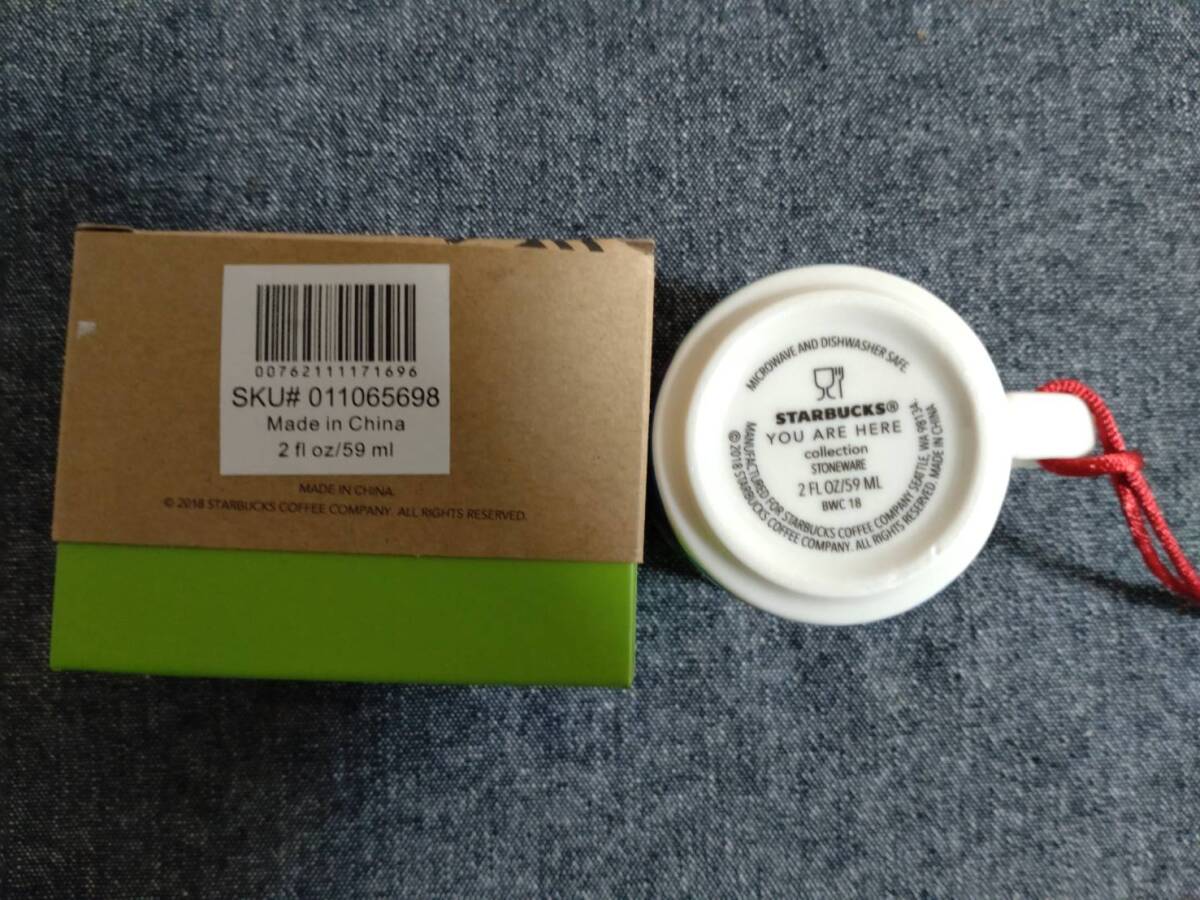 00762111171696
SKU# 011065698
Made in China
2 fl oz/59 ml
MADE IN CHINA.
© 2018 STARBUCKS COFFEE COMPANY. ALL RIGHTS RESERVED.
MICROWAVE AND DISHWASHER SAFE.
STARBUCKS®
YOU ARE HERE
collection
STONEWARE
2 FL OZ/59 ML
BWC 18
MANUFACTURED FOR STARBUCKS COFFEE COMPANY, SEATTLE, WA 98134.
©2018 STARBUCKS COFFEE COMPANY. ALL RIGHTS RESERVED. MADE IN CHINA